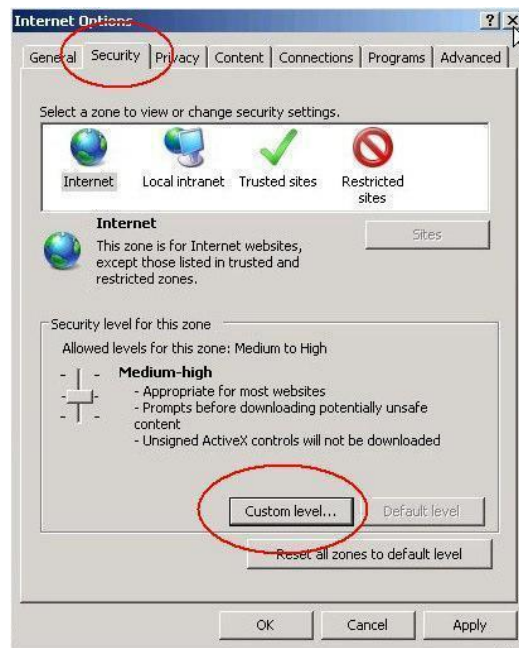 Internet Options
General Security Privacy Content Connections Programs Advanced
Select a zone to view or change security settings.
Internet Local intranet Trusted sites Restricted
sites
Internet
Sites
This zone is for Internet websites,
except those listed in trusted and
restricted zones.
Security level for this zone
Allowed levels for this zone: Medium to High
Medium-high
- Appropriate for most websites
- Prompts before downloading potentially unsafe
content
- Unsigned ActiveX controls will not be downloaded
Custom level... Default level
Reset all zones to default level
OK Cancel Apply